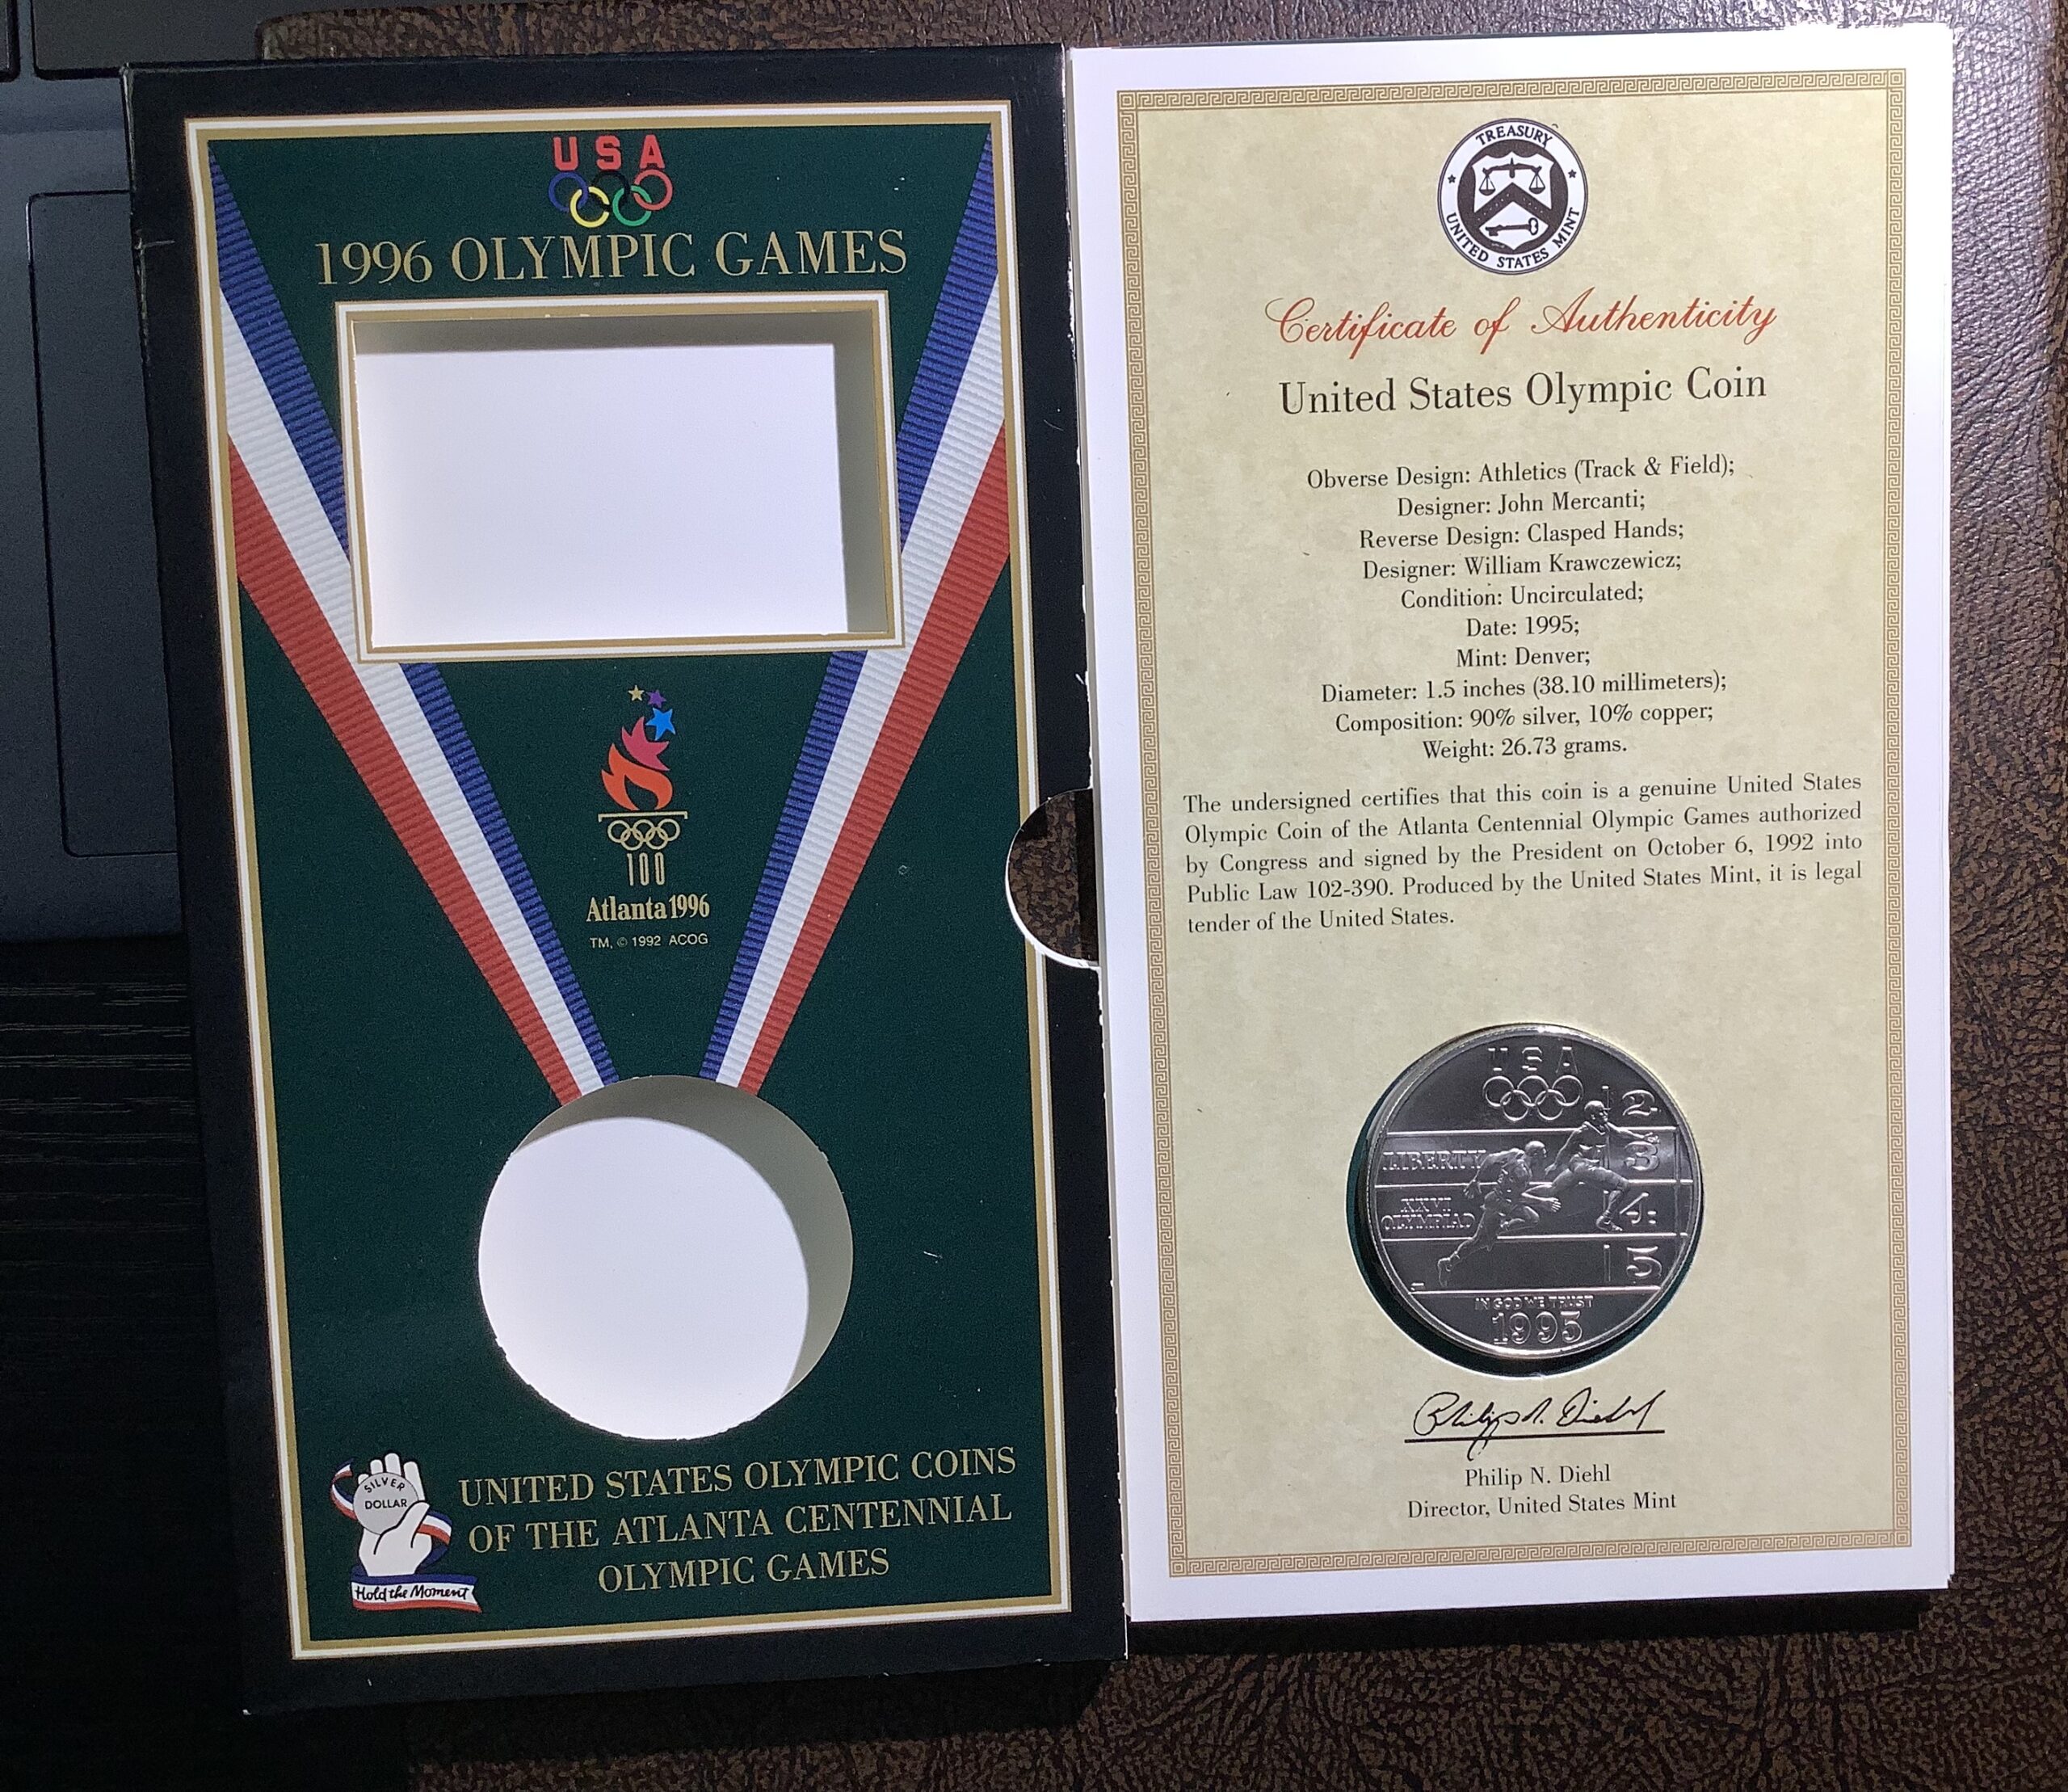 USA
1996 OLYMPIC GAMES
100
Atlanta 1996
TM, © 1992 ACOG
SILVER
DOLLAR
Hold the Moment
UNITED STATES OLYMPIC COINS
OF THE ATLANTA CENTENNIAL
OLYMPIC GAMES
TREASURY
UNITED STATES MINT
Certificate of Authenticity
United States Olympic Coin
Obverse Design: Athletics (Track & Field);
Designer: John Mercanti;
Reverse Design: Clasped Hands;
Designer: William Krawczewicz;
Condition: Uncirculated;
Date: 1995;
Mint: Denver;
Diameter: 1.5 inches (38.10 millimeters);
Composition: 90% silver, 10% copper;
Weight: 26.73 grams.
The undersigned certifies that this coin is a genuine United States
Olympic Coin of the Atlanta Centennial Olympic Games authorized
by Congress and signed by the President on October 6, 1992 into
Public Law 102-390. Produced by the United States Mint, it is legal
tender of the United States.
USA
2
LIBERTY
3
XXVI
OLYMPIAD
4
5
IN GOD WE TRUST
1995
Philip N. Diehl
Philip N. Diehl
Director, United States Mint